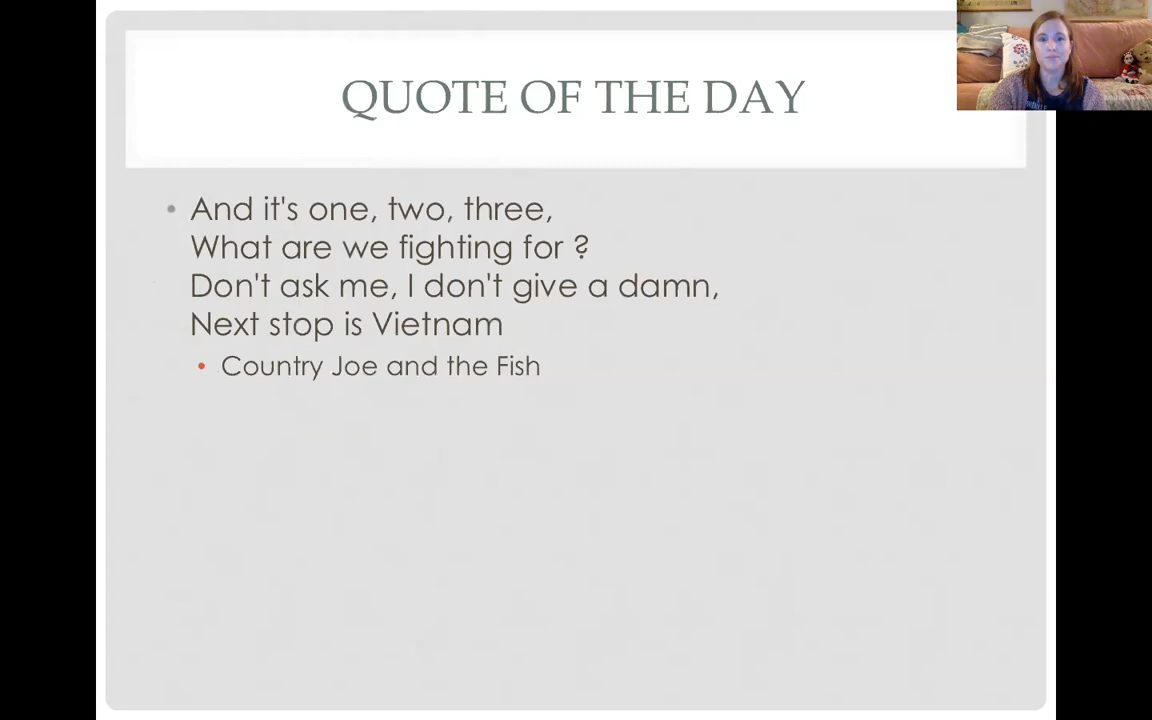 QUOTE OF THE DAY
• And it's one, two, three,
What are we fighting for ?
Don't ask me, I don't give a damn,
Next stop is Vietnam
• Country Joe and the Fish